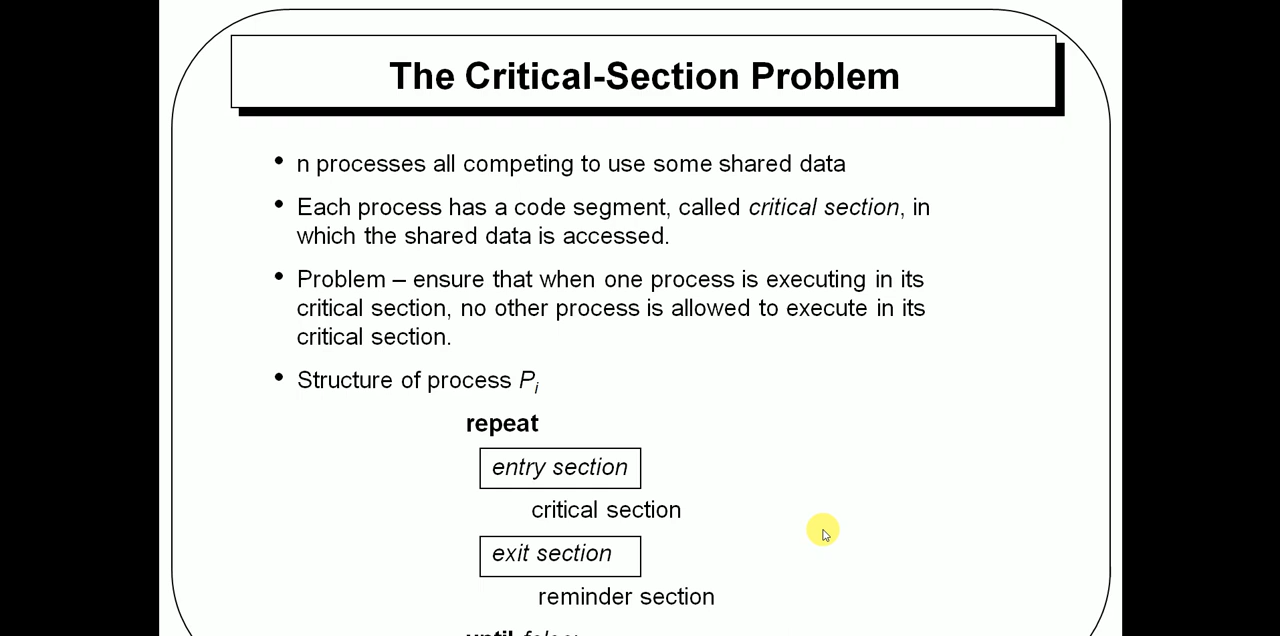 The Critical-Section Problem
• n processes all competing to use some shared data
• Each process has a code segment, called critical section, in
which the shared data is accessed.
• Problem – ensure that when one process is executing in its
critical section, no other process is allowed to execute in its
critical section.
• Structure of process Pi
repeat
entry section
critical section
exit section
reminder section
until false;